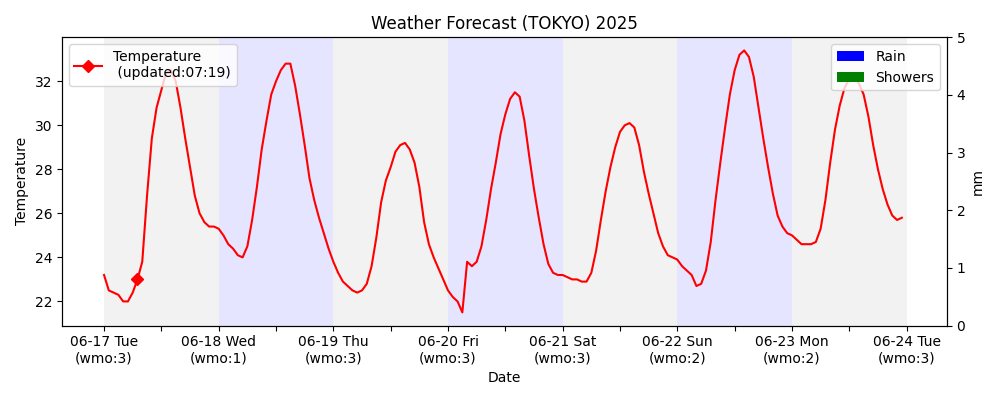 Weather Forecast (TOKYO) 2025
Temperature
(updated:07:19)
Rain
Showers
Temperature
32
30
28
26
24
22
5
4
3
2
1
0
mm
06-17 Tue
(wmo:3)
06-18 Wed
(wmo:1)
06-19 Thu
(wmo:3)
06-20 Fri
(wmo:3)
06-21 Sat
(wmo:3)
06-22 Sun
(wmo:2)
06-23 Mon
(wmo:2)
06-24 Tue
(wmo:3)
Date